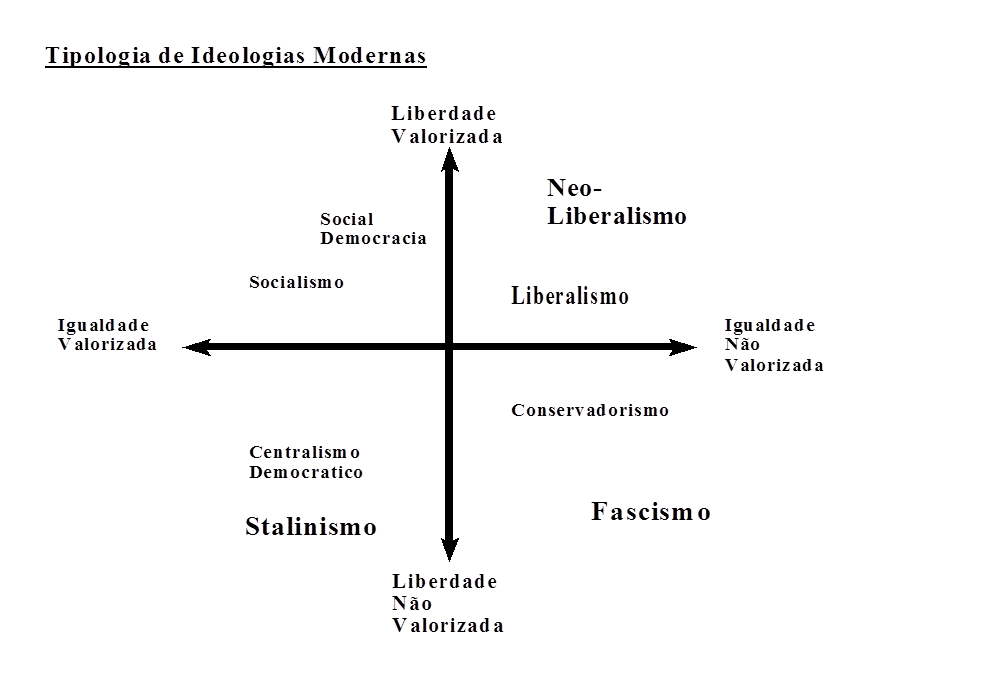 Tipologia de Ideologias Modernas
Liberdade
Valorizada
Neo-
Liberalismo
Social
Democracia
Socialismo
Liberalismo
Igualdade
Valorizada
Igualdade
Não
Valorizada
Conservadorismo
Centralismo
Democratico
Stalinismo
Fascismo
Liberdade
Não
Valorizada